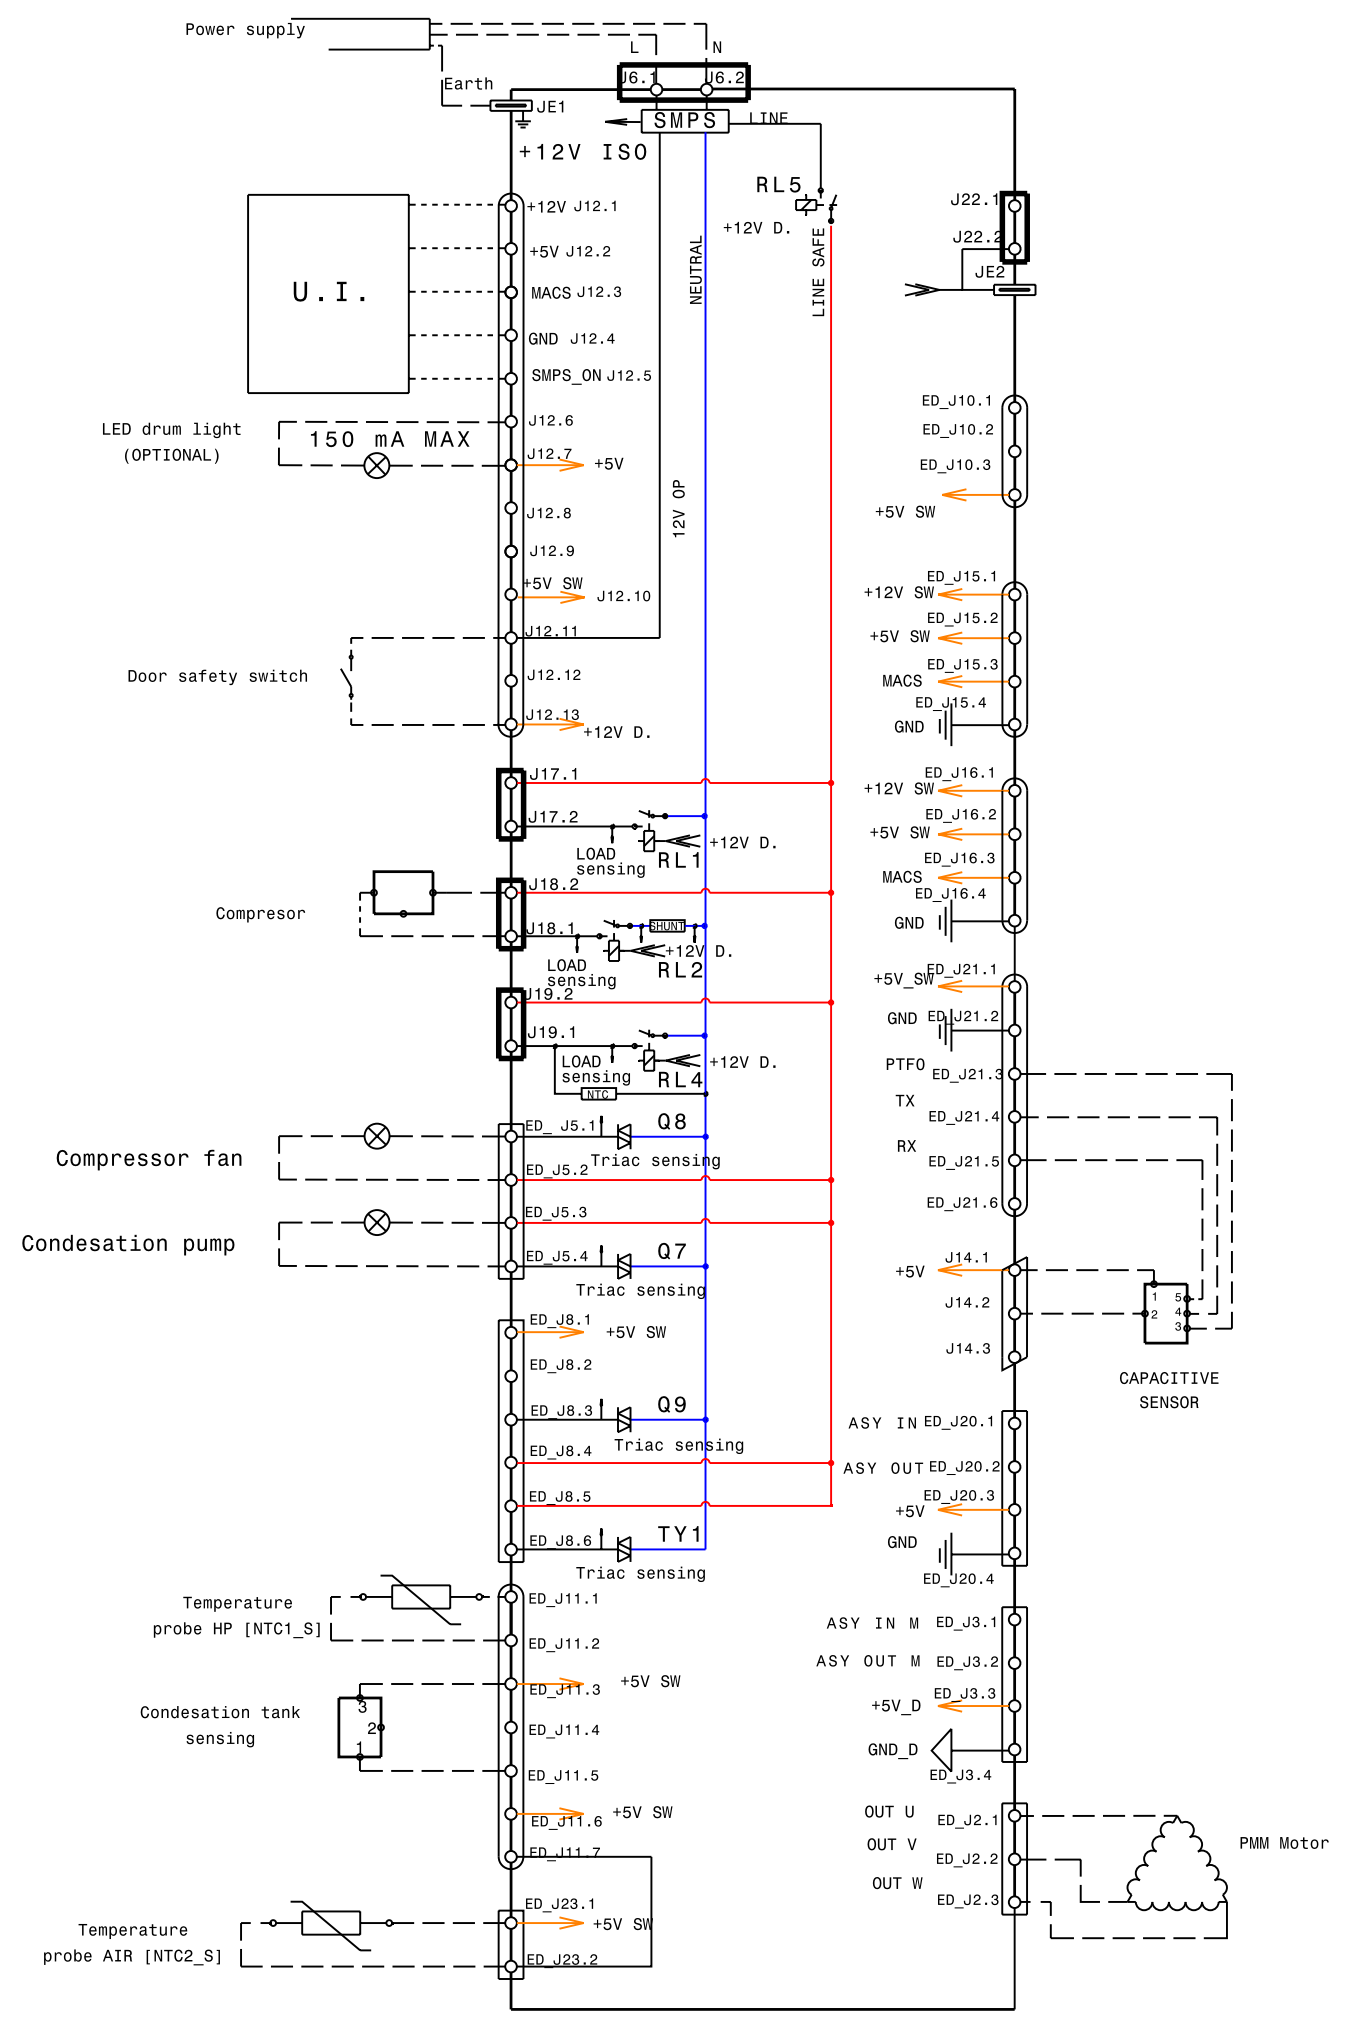 Power supply
L
N
J6.1
J6.2
Earth
JE1
SMPS
LINE
+12V ISO
RL5
+12V D.
NEUTRAL
LINE SAFE
12V OP
U.I.
+12V J12.1
+5V J12.2
MACS J12.3
GND J12.4
SMPS_ON J12.5
LED drum light
(OPTIONAL)
150 mA MAX
J12.6
J12.7
+5V
J12.8
J12.9
+5V SW
J12.10
J12.11
Door safety switch
J12.12
J12.13
+12V D.
J17.1
J17.2
LOAD
sensing
RL1
+12V D.
Compresor
J18.2
J18.1
SHUNT
LOAD
sensing
+12V D.
RL2
J19.2
J19.1
LOAD
sensing
RL4
+12V D.
NTC
Compressor fan
ED_ J5.1
Q8
Triac sensing
ED_J5.2
Condesation pump
ED_J5.3
ED_J5.4
Q7
Triac sensing
ED_J8.1
+5V SW
ED_J8.2
ED_J8.3
Q9
Triac sensing
ED_J8.4
ED_J8.5
ED_J8.6
TY1
Triac sensing
Temperature
probe HP [NTC1_S]
ED_J11.1
ED_J11.2
Condesation tank
sensing
3
2
1
ED_J11.3
+5V SW
ED_J11.4
ED_J11.5
ED_J11.6
+5V SW
ED_J11.7
Temperature
probe AIR [NTC2_S]
ED_J23.1
+5V SW
ED_J23.2
J22.1
J22.2
JE2
ED_J10.1
ED_J10.2
ED_J10.3
+5V SW
ED_J15.1
+12V SW
ED_J15.2
+5V SW
ED_J15.3
MACS
ED_J15.4
GND
ED_J16.1
+12V SW
ED_J16.2
+5V SW
ED_J16.3
MACS
ED_J16.4
GND
ED_J21.1
+5V_SW
GND
ED_J21.2
PTFO
ED_J21.3
TX
ED_J21.4
RX
ED_J21.5
ED_J21.6
J14.1
+5V
J14.2
J14.3
1
2
5
4
3
CAPACITIVE
SENSOR
ASY IN
ED_J20.1
ASY OUT
ED_J20.2
ED_J20.3
+5V
GND
ED_J20.4
ASY IN M
ED_J3.1
ASY OUT M
ED_J3.2
ED_J3.3
+5V_D
GND_D
ED_J3.4
OUT U
ED_J2.1
OUT V
ED_J2.2
OUT W
ED_J2.3
PMM Motor